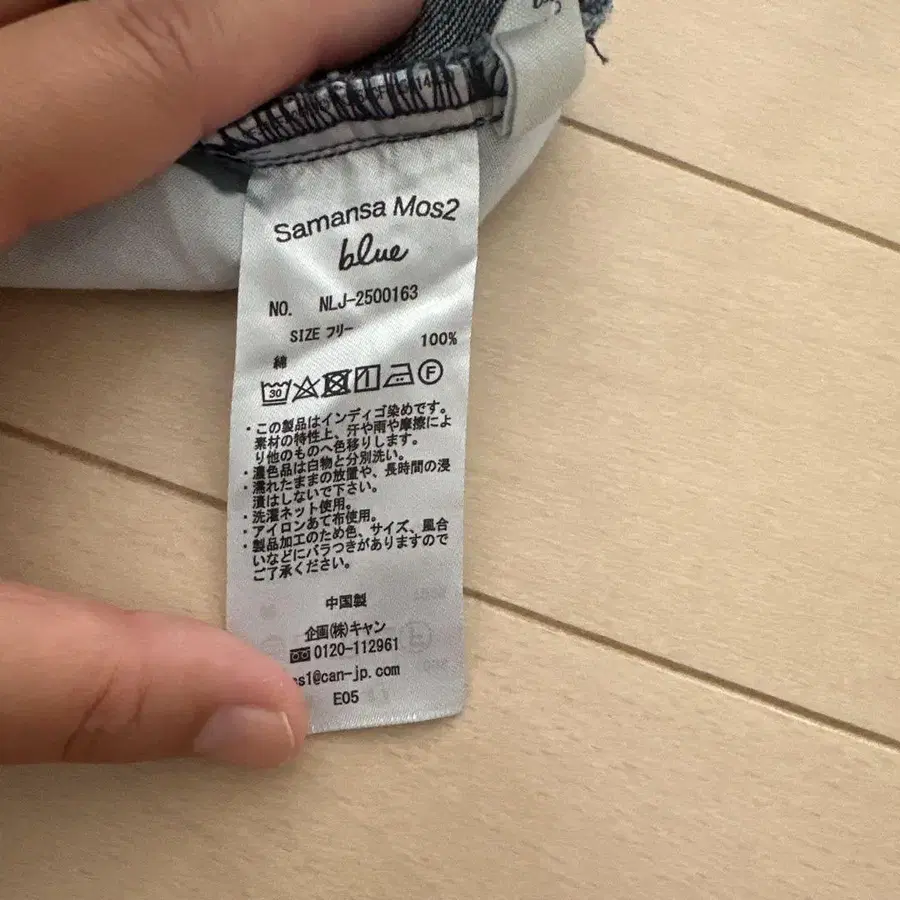 Samansa Mos2
blue
NO. NLJ-2500163
SIZE フリー
綿 100%
30
F
・この製品はインディゴ染めです。
素材の特性上、汗や雨や摩擦によ
り他のものへ色移りします。
・濃色品は白物と分別洗い。
・濡れたままの放置や、長時間の浸
漬はしないで下さい。
・洗濯ネット使用。
・アイロンあて布使用。
・製品加工のため色、サイズ、風合
いなどにバラつきがありますので
ご了承ください。
中国製
企画(株)キャン
0120-112961
s1@can-jp.com
E05